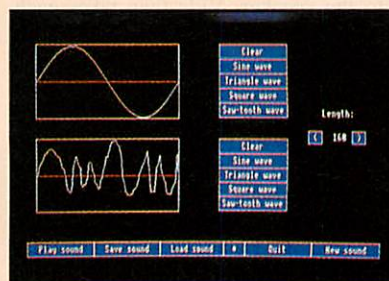 Clear
Sine wave
Triangle wave
Square wave
Saw-tooth wave
Length:
< 160 >
Clear
Sine wave
Triangle wave
Square wave
Saw-tooth wave
Play sound Save sound Load sound * Quit New sound